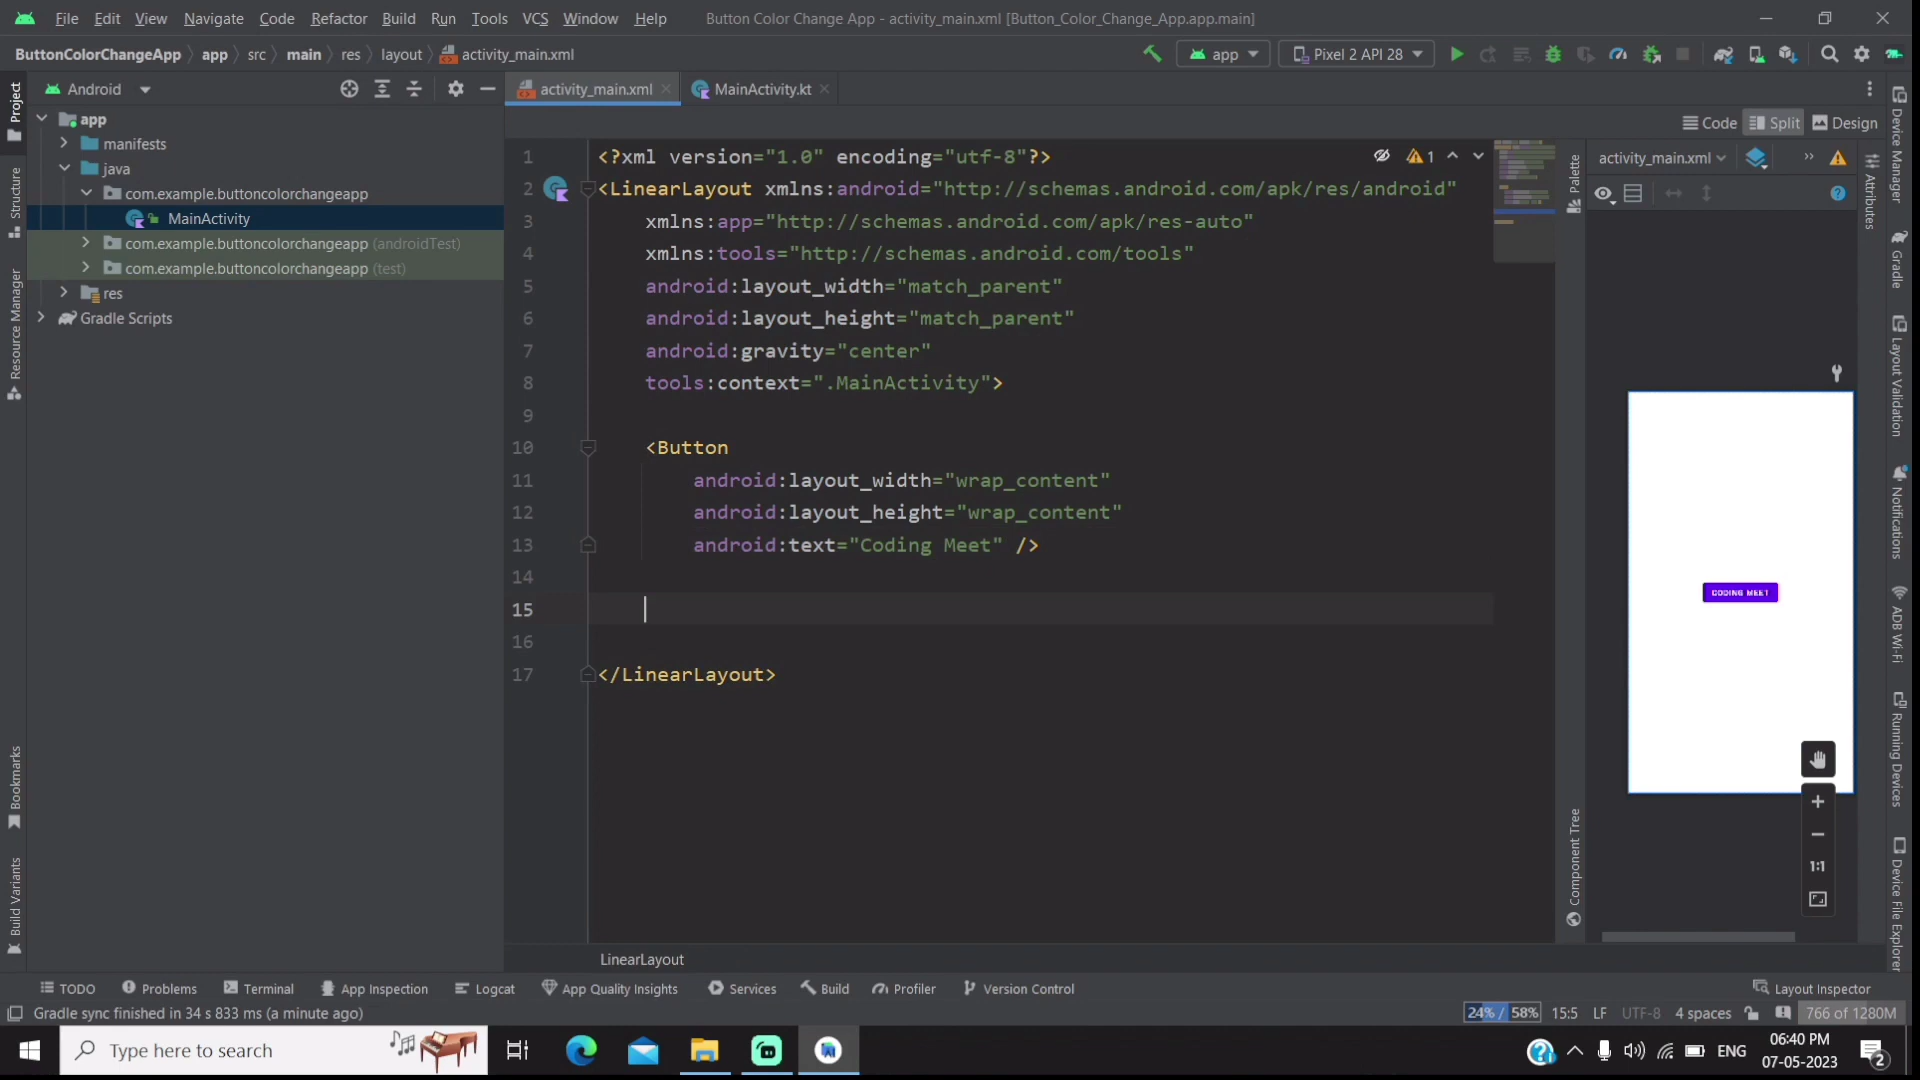 File Edit View Navigate Code Refactor Build Run Tools VCS Window Help Button Color Change App - activity_main.xml [Button_Color_Change_App.app.main]
ButtonColorChangeApp app src main res layout activity_main.xml app Pixel 2 API 28
Android
activity_main.xml MainActivity.kt
Code Split Design
app
manifests
java
com.example.buttoncolorchangeapp
MainActivity
com.example.buttoncolorchangeapp (androidTest)
com.example.buttoncolorchangeapp (test)
res
Gradle Scripts
Project
Structure
Resource Manager
Bookmarks
Build Variants
1 <?xml version="1.0" encoding="utf-8"?>
2 <LinearLayout xmlns:android="http://schemas.android.com/apk/res/android"
3 xmlns:app="http://schemas.android.com/apk/res-auto"
4 xmlns:tools="http://schemas.android.com/tools"
5 android:layout_width="match_parent"
6 android:layout_height="match_parent"
7 android:gravity="center"
8 tools:context=".MainActivity">
9
10 <Button
11 android:layout_width="wrap_content"
12 android:layout_height="wrap_content"
13 android:text="Coding Meet" />
14
15
16
17 </LinearLayout>
1
Palette
Component Tree
activity_main.xml
CODING MEET
1:1
Attributes
Device Manager
Gradle
Layout Validation
Notifications
ADB Wi-Fi
Running Devices
Device File Explorer
LinearLayout
TODO Problems Terminal App Inspection Logcat App Quality Insights Services Build Profiler Version Control Layout Inspector
Gradle sync finished in 34 s 833 ms (a minute ago) 24% / 58% 15:5 LF UTF-8 4 spaces 766 of 1280M
Type here to search
ENG
06:40 PM
07-05-2023
2